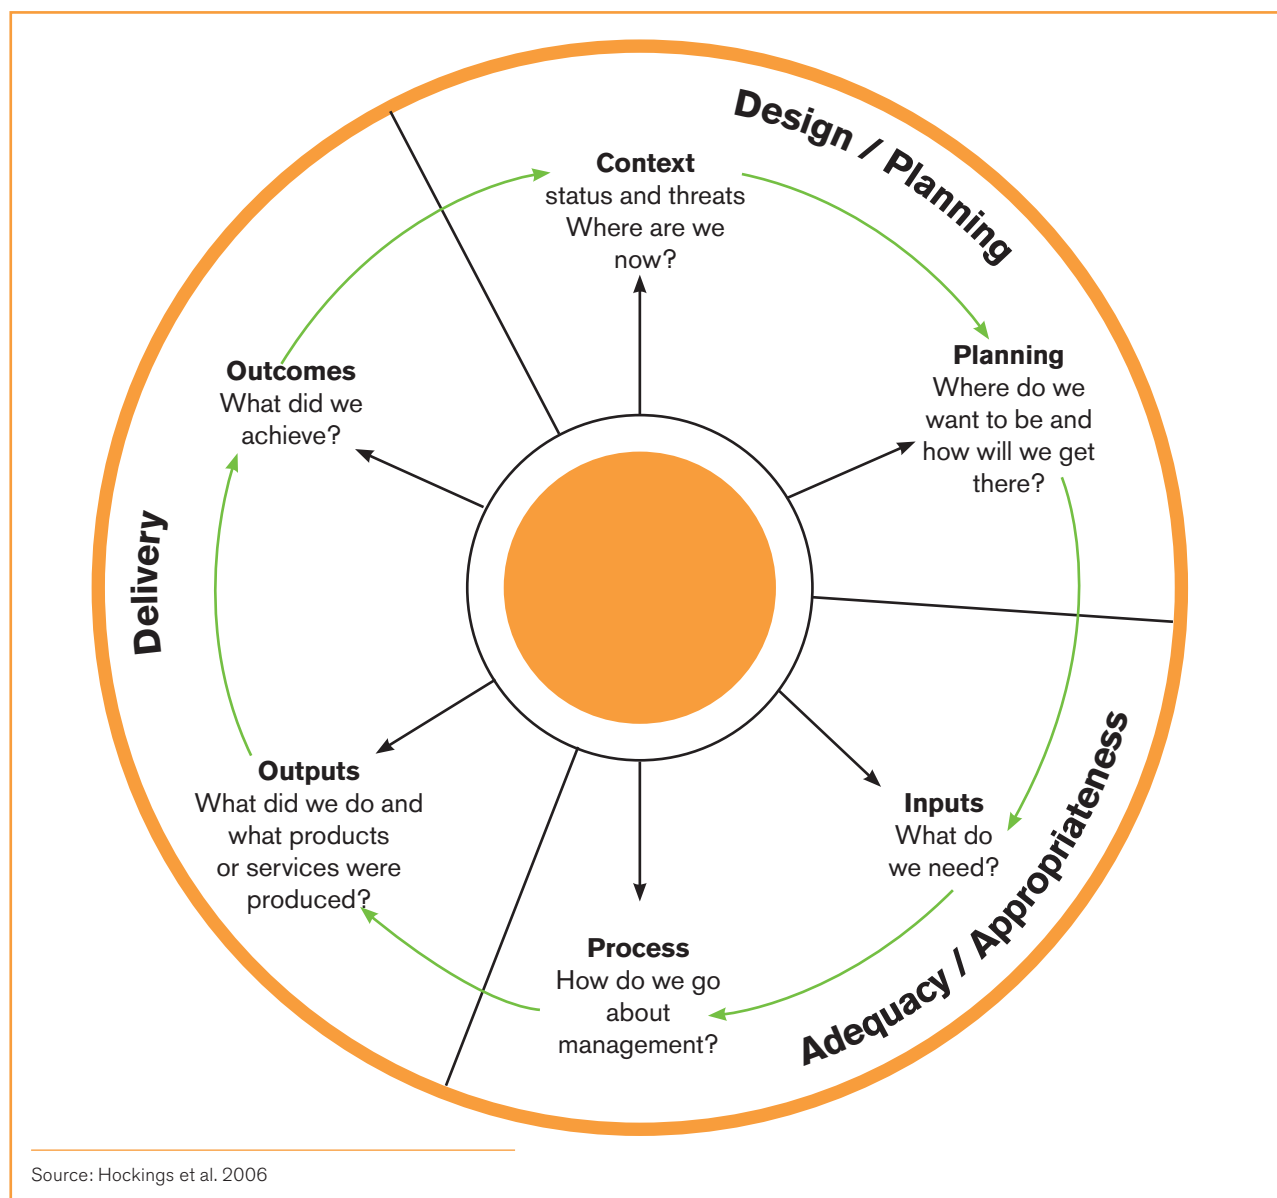 Design / Planning
Context
status and threats
Where are we
now?
Planning
Where do we
want to be and
how will we get
there?
Adequacy / Appropriateness
Inputs
What do
we need?
Process
How do we go
about
management?
Delivery
Outputs
What did we do and
what products
or services were
produced?
Outcomes
What did we
achieve?
Source: Hockings et al. 2006